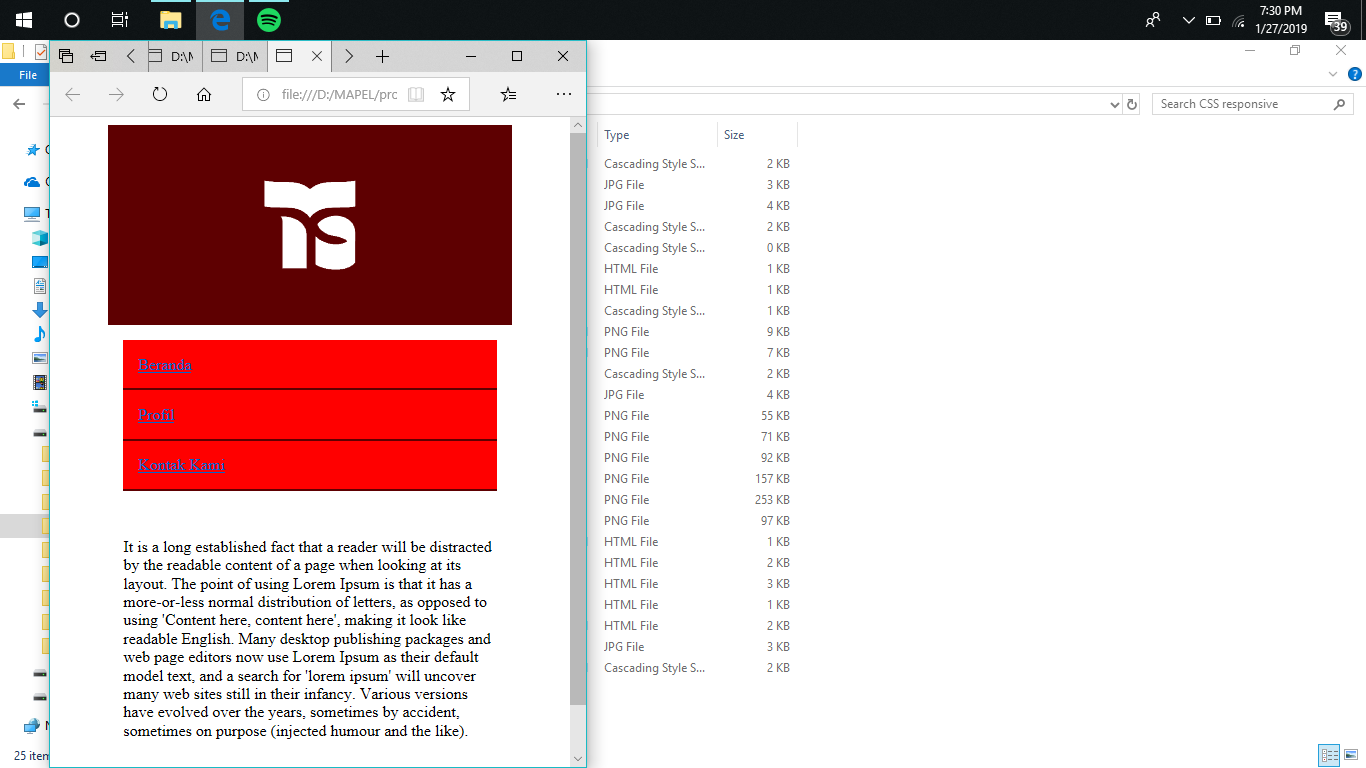 7:30 PM
1/27/2019
39
D:\M
D:\M
file:///D:/MAPEL/prc
File
Search CSS responsive
Type Size
Cascading Style S... 2 KB
JPG File 3 KB
JPG File 4 KB
Cascading Style S... 2 KB
Cascading Style S... 0 KB
HTML File 1 KB
HTML File 1 KB
Cascading Style S... 1 KB
PNG File 9 KB
PNG File 7 KB
Cascading Style S... 2 KB
JPG File 4 KB
PNG File 55 KB
PNG File 71 KB
PNG File 92 KB
PNG File 157 KB
PNG File 253 KB
PNG File 97 KB
HTML File 1 KB
HTML File 2 KB
HTML File 3 KB
HTML File 1 KB
HTML File 2 KB
JPG File 3 KB
Cascading Style S... 2 KB
Beranda
Profil
Kontak Kami
It is a long established fact that a reader will be distracted
by the readable content of a page when looking at its
layout. The point of using Lorem Ipsum is that it has a
more-or-less normal distribution of letters, as opposed to
using 'Content here, content here', making it look like
readable English. Many desktop publishing packages and
web page editors now use Lorem Ipsum as their default
model text, and a search for 'lorem ipsum' will uncover
many web sites still in their infancy. Various versions
have evolved over the years, sometimes by accident,
sometimes on purpose (injected humour and the like).
25 item